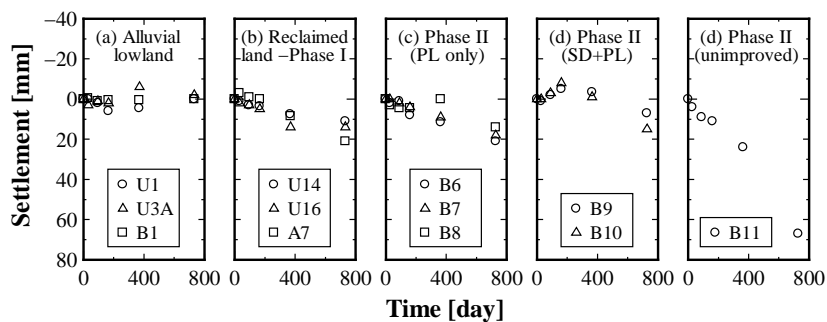 (a) Alluvial
lowland
(b) Reclaimed
land –Phase I
(c) Phase II
(PL only)
(d) Phase II
(SD+PL)
(d) Phase II
(unimproved)
Settlement [mm]
−40
−20
0
20
40
60
80
U1
U3A
B1
U14
U16
A7
B6
B7
B8
B9
B10
B11
0 400 800
0 400 800
0 400 800
0 400 800
0 400 800
Time [day]